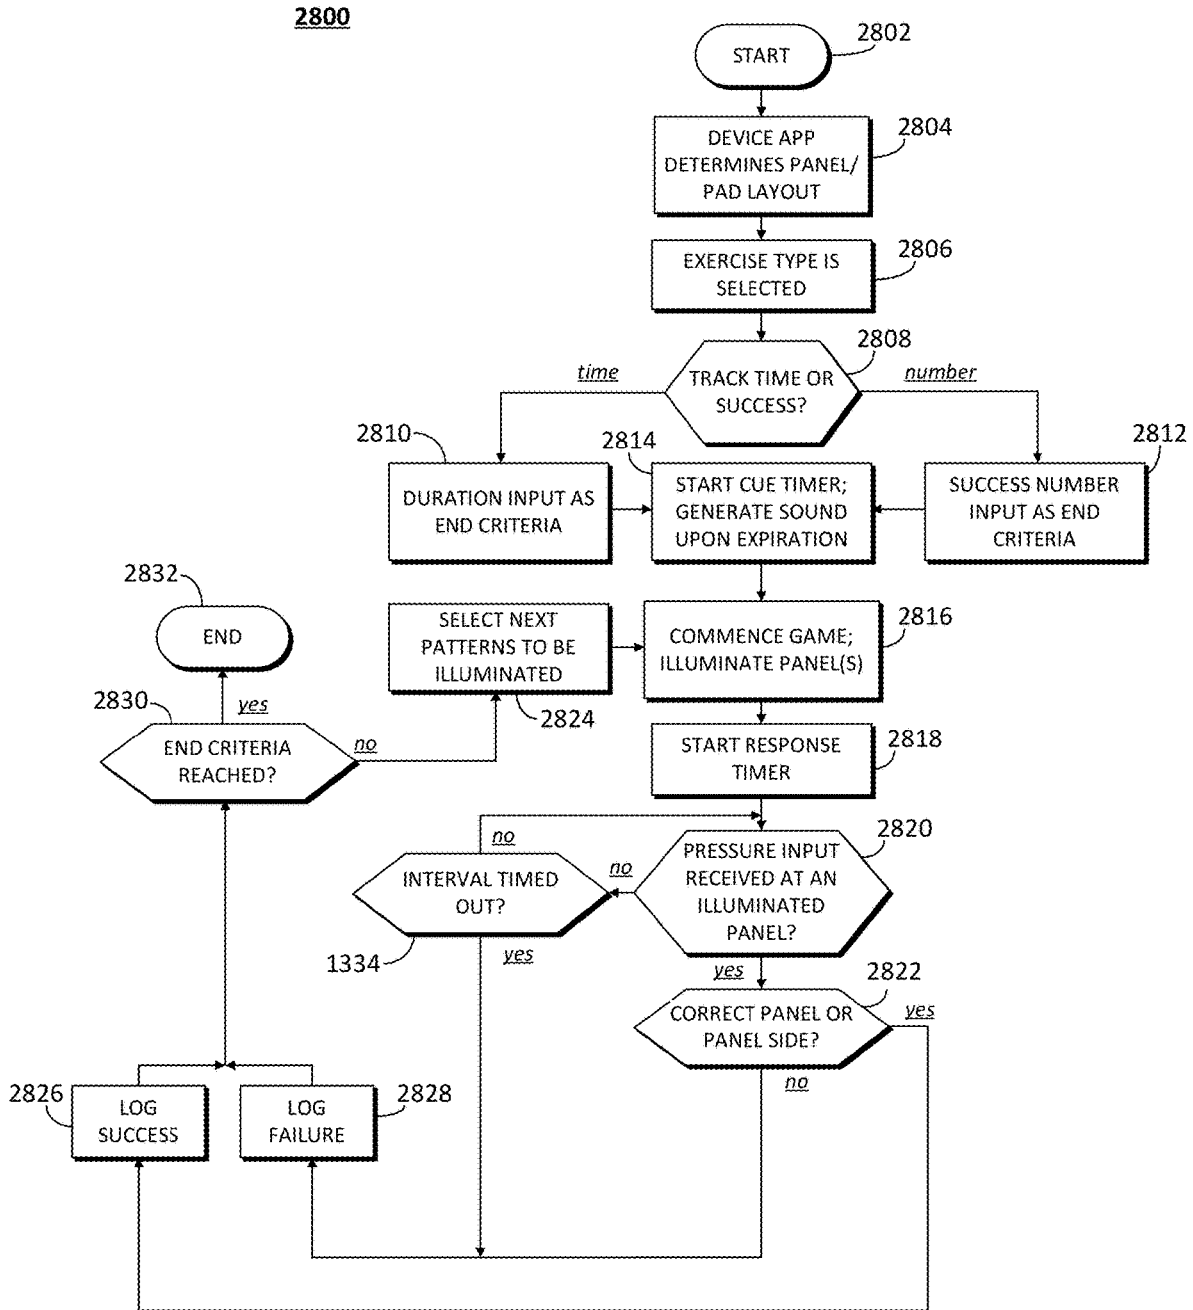 2800
START
2802
DEVICE APP
DETERMINES PANEL/
PAD LAYOUT
2804
EXERCISE TYPE IS
SELECTED
2806
TRACK TIME OR
SUCCESS?
2808
time
number
2810
DURATION INPUT AS
END CRITERIA
2814
START CUE TIMER;
GENERATE SOUND
UPON EXPIRATION
2812
SUCCESS NUMBER
INPUT AS END
CRITERIA
2832
END
SELECT NEXT
PATTERNS TO BE
ILLUMINATED
2824
COMMENCE GAME;
ILLUMINATE PANEL(S)
2816
2830
yes
END CRITERIA
REACHED?
no
START RESPONSE
TIMER
2818
no
INTERVAL TIMED
OUT?
1334
yes
no
PRESSURE INPUT
RECEIVED AT AN
ILLUMINATED
PANEL?
2820
yes
CORRECT PANEL OR
PANEL SIDE?
2822
yes
no
2826
LOG
SUCCESS
LOG
FAILURE
2828